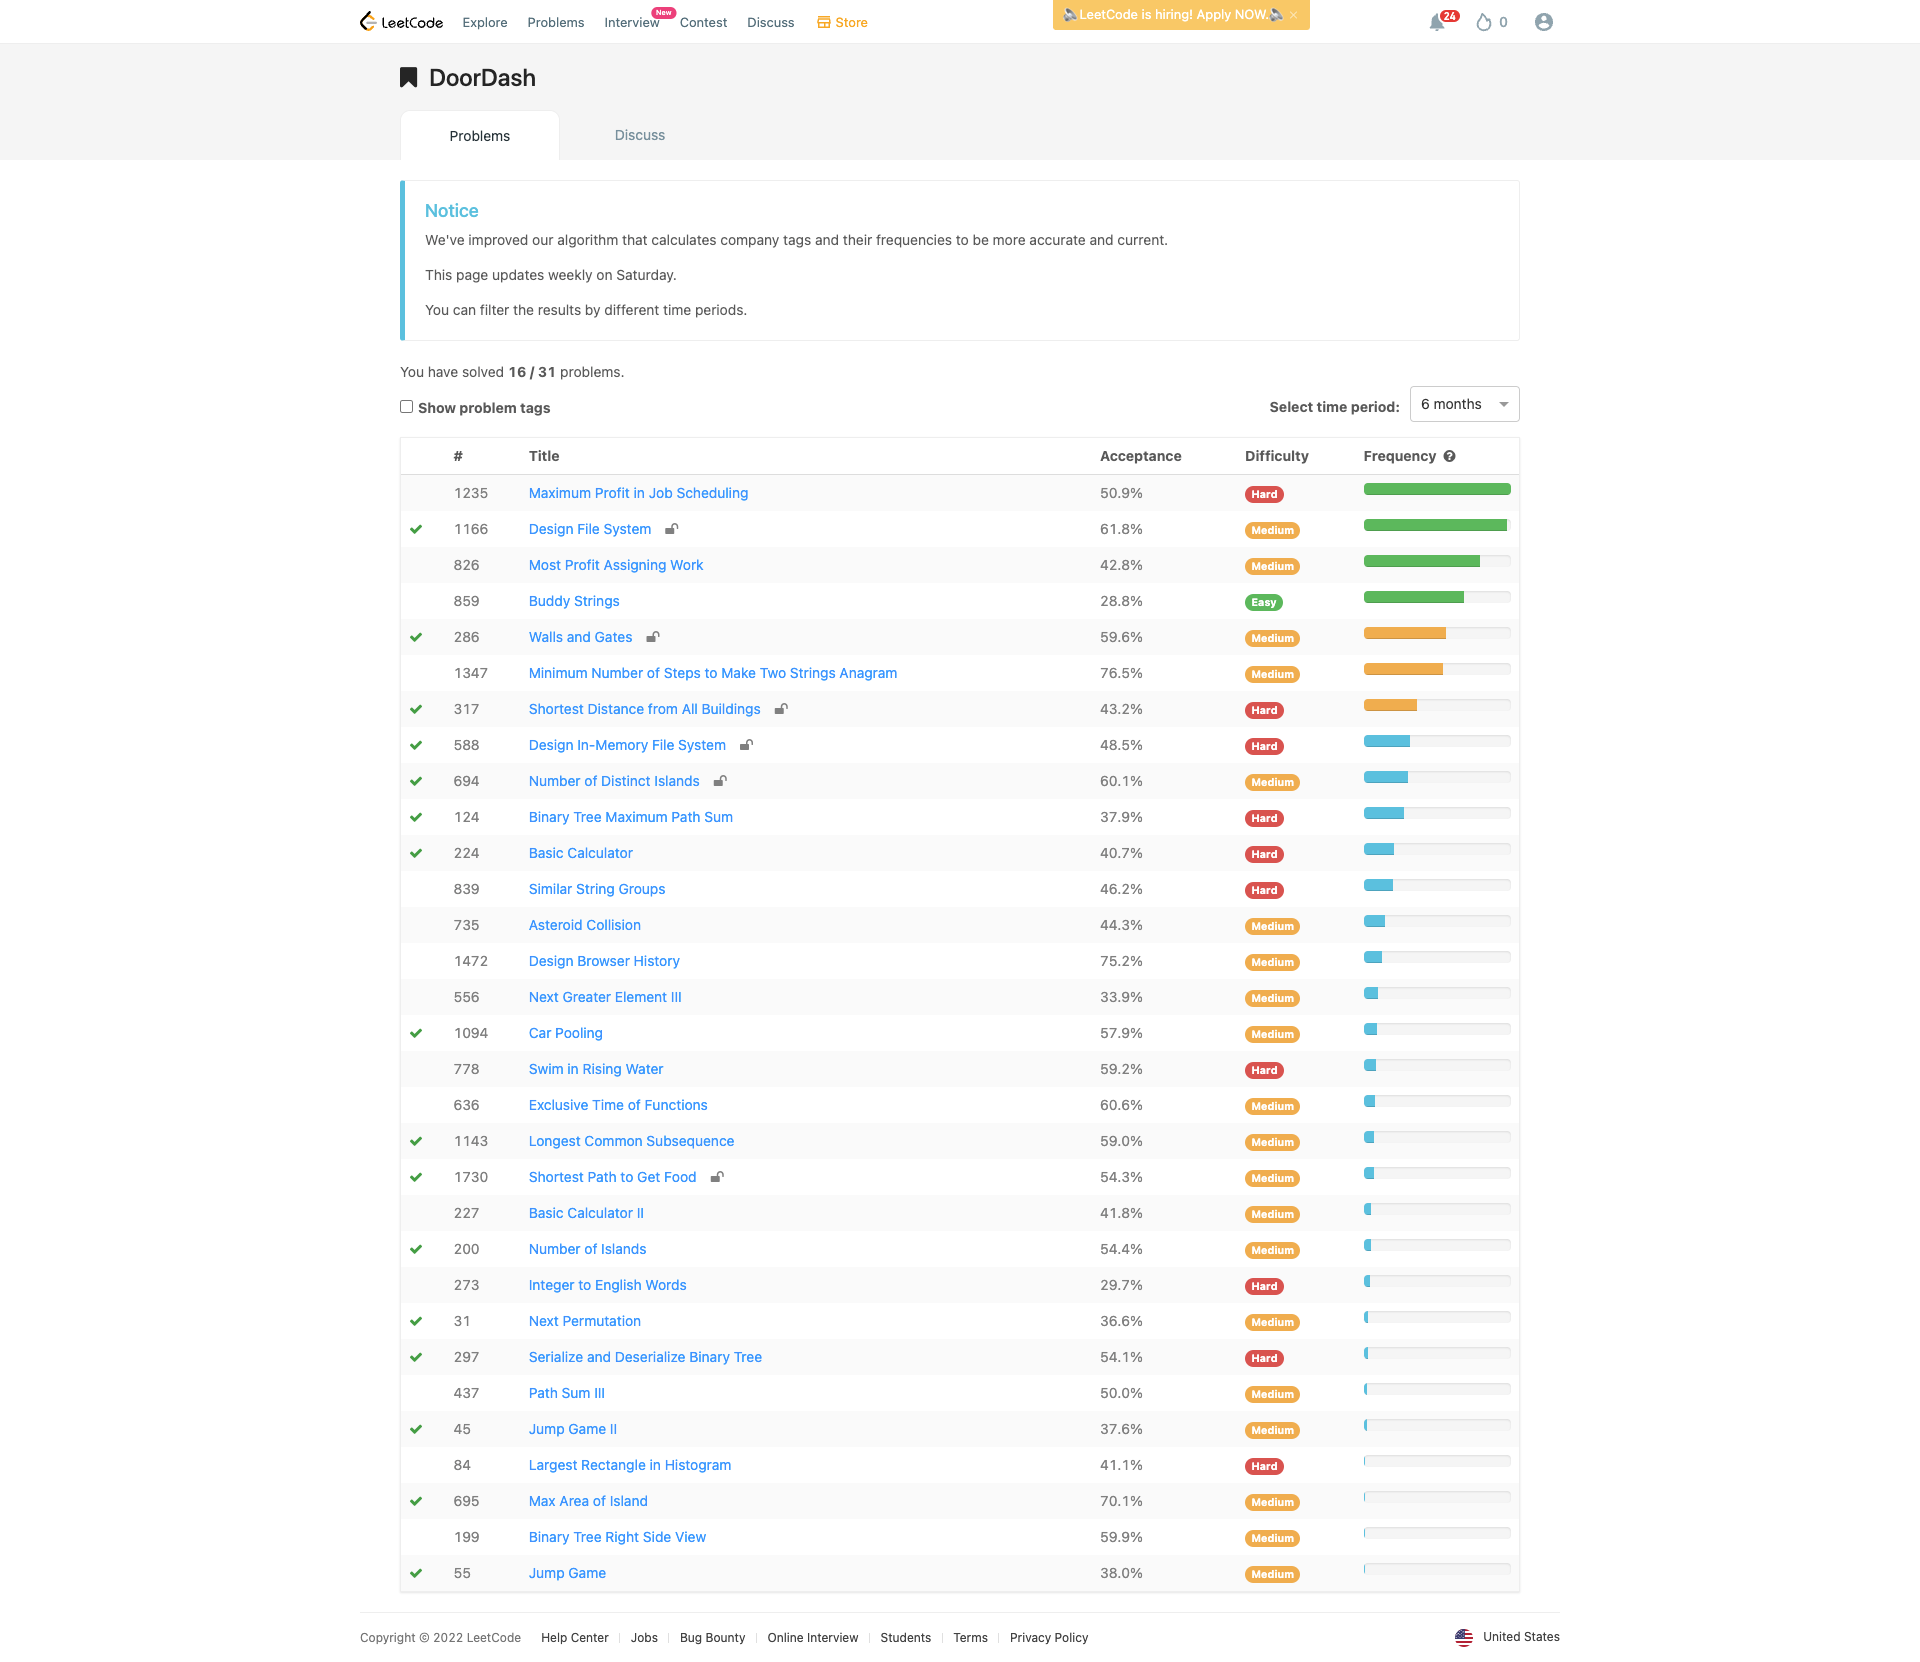 LeetCode Explore Problems Interview New Contest Discuss Store LeetCode is hiring! Apply NOW. × 24 0
DoorDash
Problems Discuss
Notice
We've improved our algorithm that calculates company tags and their frequencies to be more accurate and current.
This page updates weekly on Saturday.
You can filter the results by different time periods.
You have solved 16 / 31 problems.
Show problem tags Select time period: 6 months
# Title Acceptance Difficulty Frequency
1235 Maximum Profit in Job Scheduling 50.9% Hard
1166 Design File System 61.8% Medium
826 Most Profit Assigning Work 42.8% Medium
859 Buddy Strings 28.8% Easy
286 Walls and Gates 59.6% Medium
1347 Minimum Number of Steps to Make Two Strings Anagram 76.5% Medium
317 Shortest Distance from All Buildings 43.2% Hard
588 Design In-Memory File System 48.5% Hard
694 Number of Distinct Islands 60.1% Medium
124 Binary Tree Maximum Path Sum 37.9% Hard
224 Basic Calculator 40.7% Hard
839 Similar String Groups 46.2% Hard
735 Asteroid Collision 44.3% Medium
1472 Design Browser History 75.2% Medium
556 Next Greater Element III 33.9% Medium
1094 Car Pooling 57.9% Medium
778 Swim in Rising Water 59.2% Hard
636 Exclusive Time of Functions 60.6% Medium
1143 Longest Common Subsequence 59.0% Medium
1730 Shortest Path to Get Food 54.3% Medium
227 Basic Calculator II 41.8% Medium
200 Number of Islands 54.4% Medium
273 Integer to English Words 29.7% Hard
31 Next Permutation 36.6% Medium
297 Serialize and Deserialize Binary Tree 54.1% Hard
437 Path Sum III 50.0% Medium
45 Jump Game II 37.6% Medium
84 Largest Rectangle in Histogram 41.1% Hard
695 Max Area of Island 70.1% Medium
199 Binary Tree Right Side View 59.9% Medium
55 Jump Game 38.0% Medium
Copyright © 2022 LeetCode Help Center Jobs Bug Bounty Online Interview Students Terms Privacy Policy United States